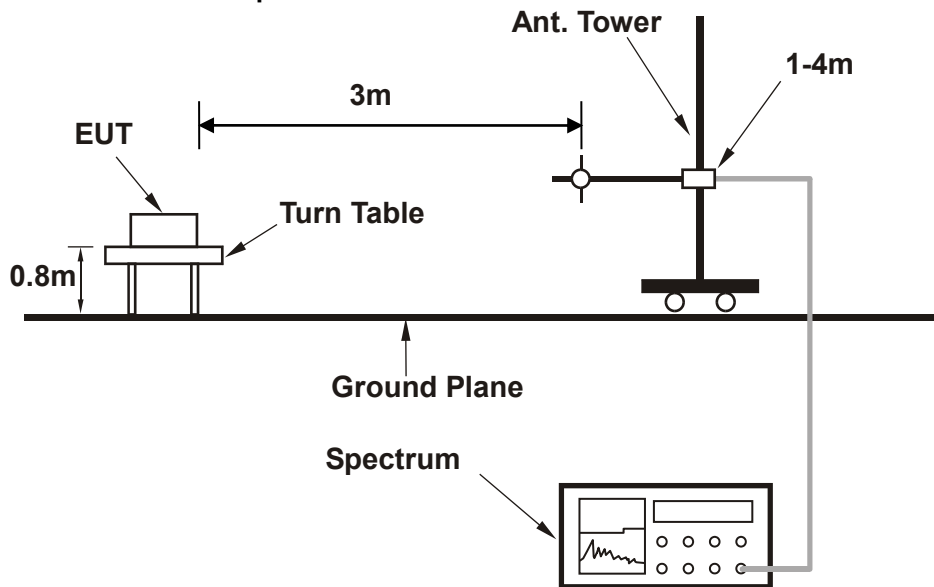 Ant. Tower
1-4m
3m
EUT
Turn Table
0.8m
Ground Plane
Spectrum